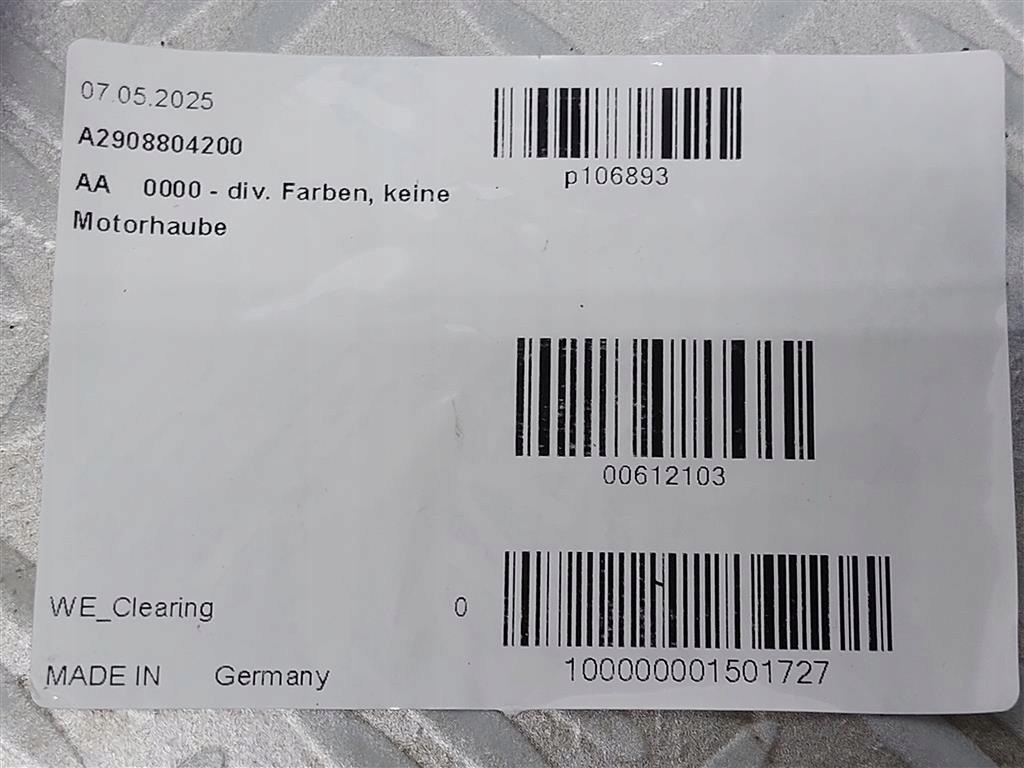 07.05.2025
A2908804200
AA 0000 - div. Farben, keine
Motorhaube
p106893
00612103
WE_Clearing 0
100000001501727
MADE IN Germany